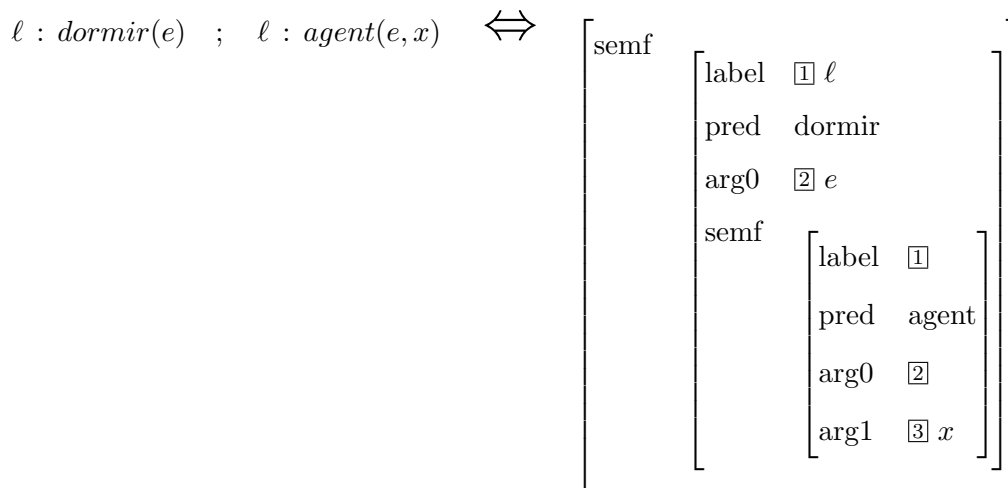 ℓ : dormir(e) ; ℓ : agent(e, x) ⟺
semf
label 1 ℓ
pred dormir
arg0 2 e
semf
label 1
pred agent
arg0 2
arg1 3 x